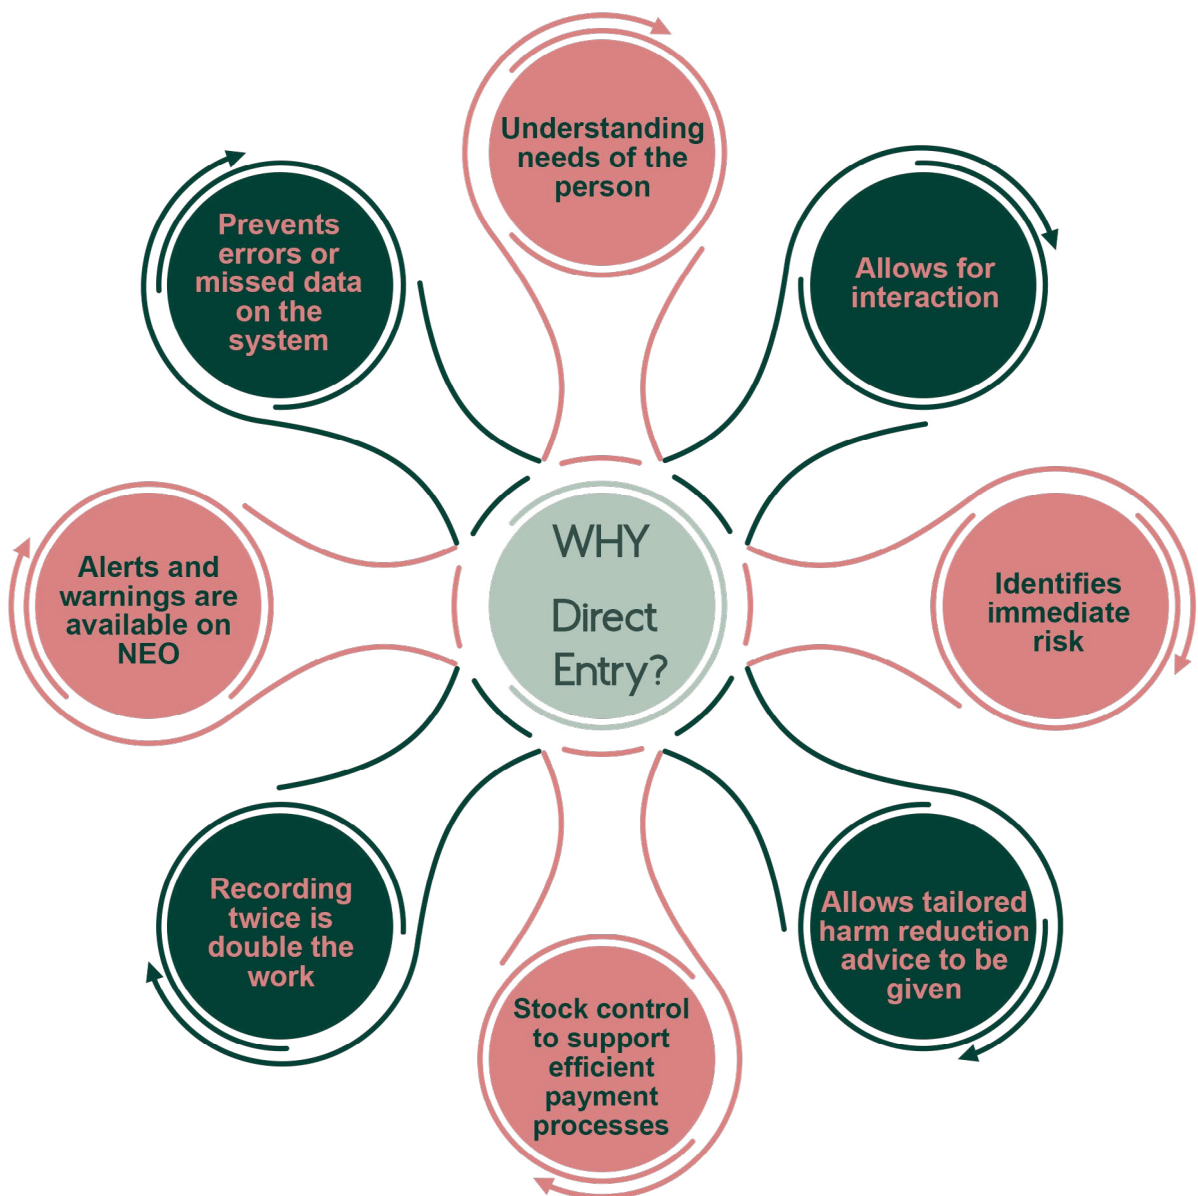 WHY
Direct
Entry?
Understanding
needs of the
person
Allows for
interaction
Identifies
immediate
risk
Allows tailored
harm reduction
advice to be
given
Stock control
to support
efficient
payment
processes
Recording
twice is
double the
work
Alerts and
warnings are
available on
NEO
Prevents
errors or
missed data
on the
system